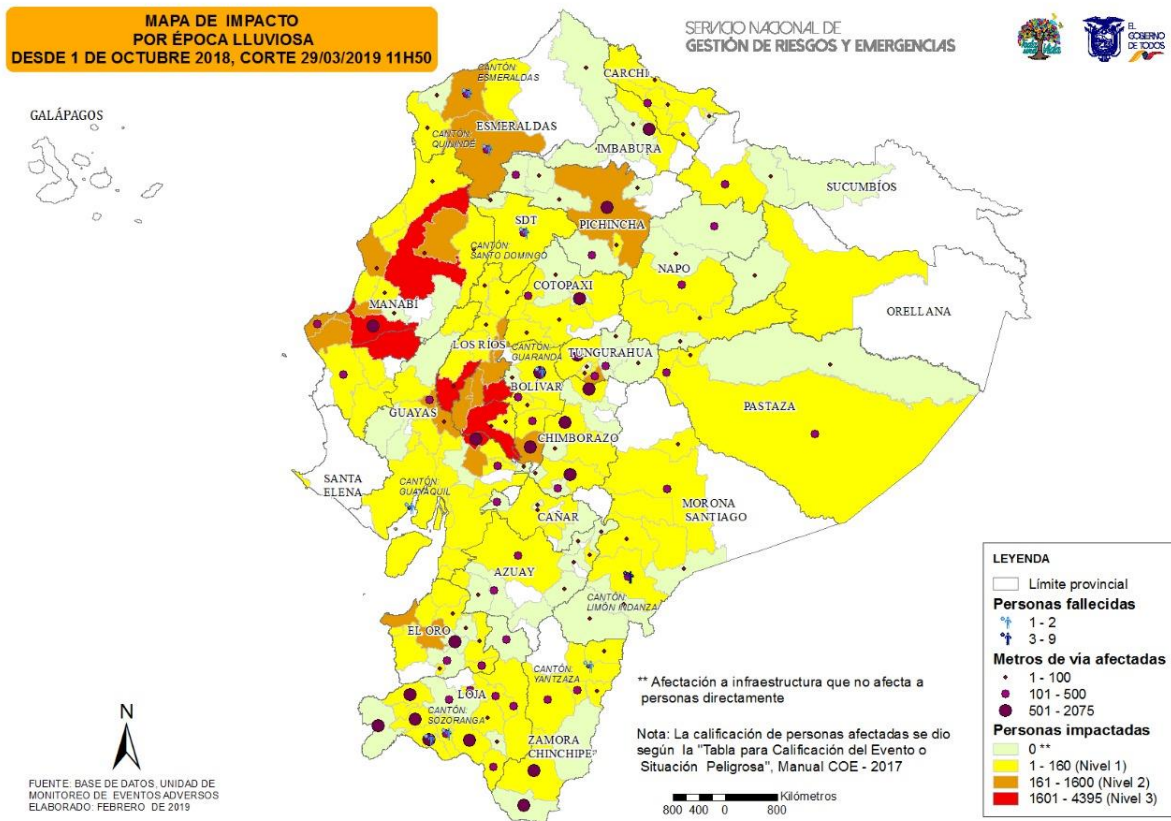 MAPA DE IMPACTO
POR ÉPOCA LLUVIOSA
DESDE 1 DE OCTUBRE 2018, CORTE 29/03/2019 11H50
SERVICIO NACIONAL DE
GESTIÓN DE RIESGOS Y EMERGENCIAS
EL
GOBIERNO
DE TODOS
GALÁPAGOS
CANTÓN:
ESMERALDAS
CARCHI
ESMERALDAS
CANTÓN:
QUININDÉ
IMBABURA
SUCUMBÍOS
SDT
PICHINCHA
CANTÓN:
SANTO DOMINGO
NAPO
COTOPAXI
MANABÍ
ORELLANA
LOS RÍOS
CANTÓN:
GUARANDA
TUNGURAHUA
BOLÍVAR
PASTAZA
GUAYAS
CHIMBORAZO
SANTA
ELENA
CANTÓN:
GUAYAQUIL
MORONA
SANTIAGO
CAÑAR
AZUAY
CANTÓN:
LIMÓN INDANZA
EL ORO
CANTÓN:
YANTZAZA
LOJA
CANTÓN:
SOZORANGA
ZAMORA
CHINCHIPE
** Afectación a infraestructura que no afecta a
personas directamente
Nota: La calificación de personas afectadas se dio
según la "Tabla para Calificación del Evento o
Situación Peligrosa", Manual COE - 2017
Kilómetros
800 400 0 800
N
FUENTE: BASE DE DATOS, UNIDAD DE
MONITOREO DE EVENTOS ADVERSOS
ELABORADO: FEBRERO DE 2019
LEYENDA
Límite provincial
Personas fallecidas
1 - 2
3 - 9
Metros de via afectadas
1 - 100
101 - 500
501 - 2075
Personas impactadas
0 **
1 - 160 (Nivel 1)
161 - 1600 (Nivel 2)
1601 - 4395 (Nivel 3)